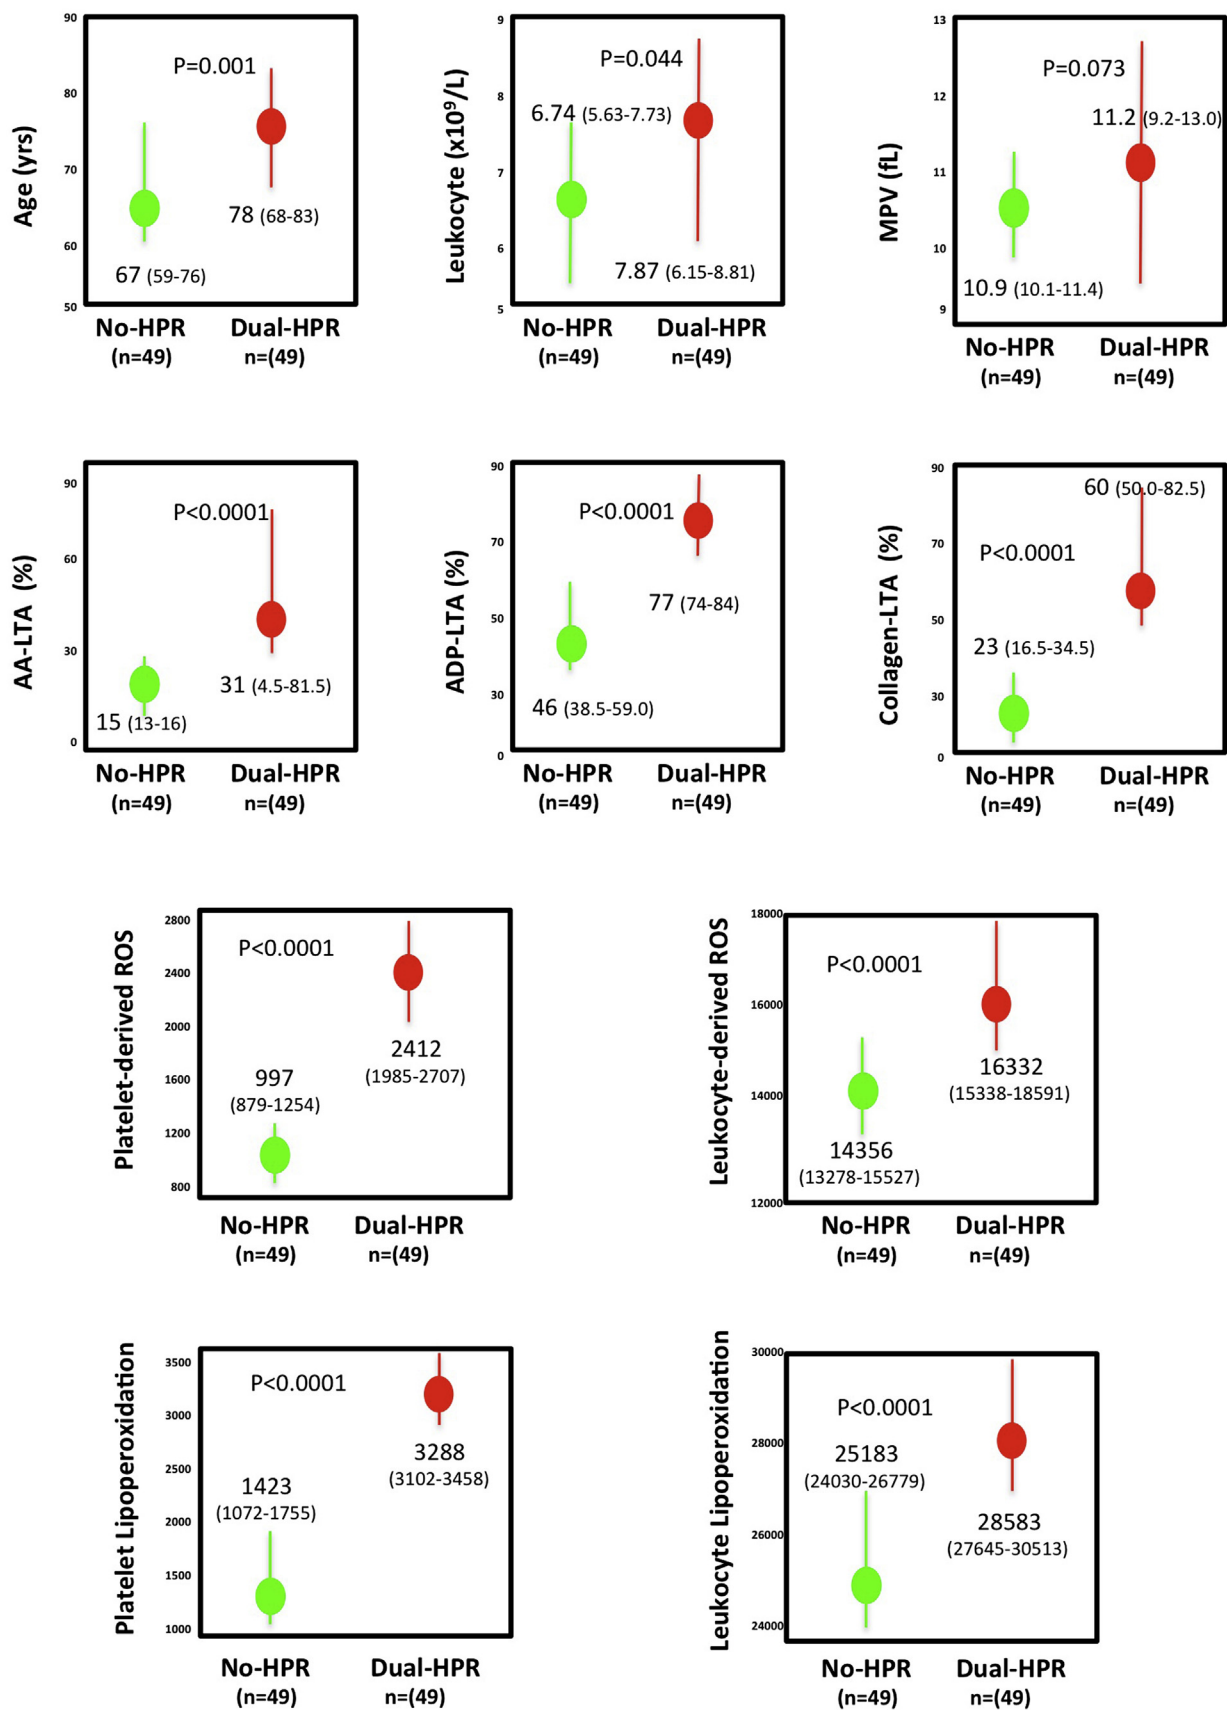 Age (yrs)
90
80
70
60
50
P=0.001
78 (68-83)
67 (59-76)
No-HPR Dual-HPR
(n=49) n=(49)
Leukocyte (x10⁹/L)
9
8
7
6
5
P=0.044
6.74 (5.63-7.73)
7.87 (6.15-8.81)
No-HPR Dual-HPR
(n=49) n=(49)
MPV (fL)
13
12
11
10
9
P=0.073
11.2 (9.2-13.0)
10.9 (10.1-11.4)
No-HPR Dual-HPR
(n=49) n=(49)
AA-LTA (%)
90
60
30
0
P<0.0001
31 (4.5-81.5)
15 (13-16)
No-HPR Dual-HPR
(n=49) n=(49)
ADP-LTA (%)
90
70
50
30
0
P<0.0001
77 (74-84)
46 (38.5-59.0)
No-HPR Dual-HPR
(n=49) n=(49)
Collagen-LTA (%)
90
70
50
30
0
60 (50.0-82.5)
P<0.0001
23 (16.5-34.5)
No-HPR Dual-HPR
(n=49) n=(49)
Platelet-derived ROS
2800
2400
2000
1600
1200
800
P<0.0001
2412
(1985-2707)
997
(879-1254)
No-HPR Dual-HPR
(n=49) n=(49)
Leukocyte-derived ROS
18000
16000
14000
12000
P<0.0001
16332
(15338-18591)
14356
(13278-15527)
No-HPR Dual-HPR
(n=49) n=(49)
Platelet Lipoperoxidation
3500
3000
2500
2000
1500
1000
P<0.0001
3288
(3102-3458)
1423
(1072-1755)
No-HPR Dual-HPR
(n=49) n=(49)
Leukocyte Lipoperoxidation
30000
28000
26000
24000
P<0.0001
25183
(24030-26779)
28583
(27645-30513)
No-HPR Dual-HPR
(n=49) n=(49)